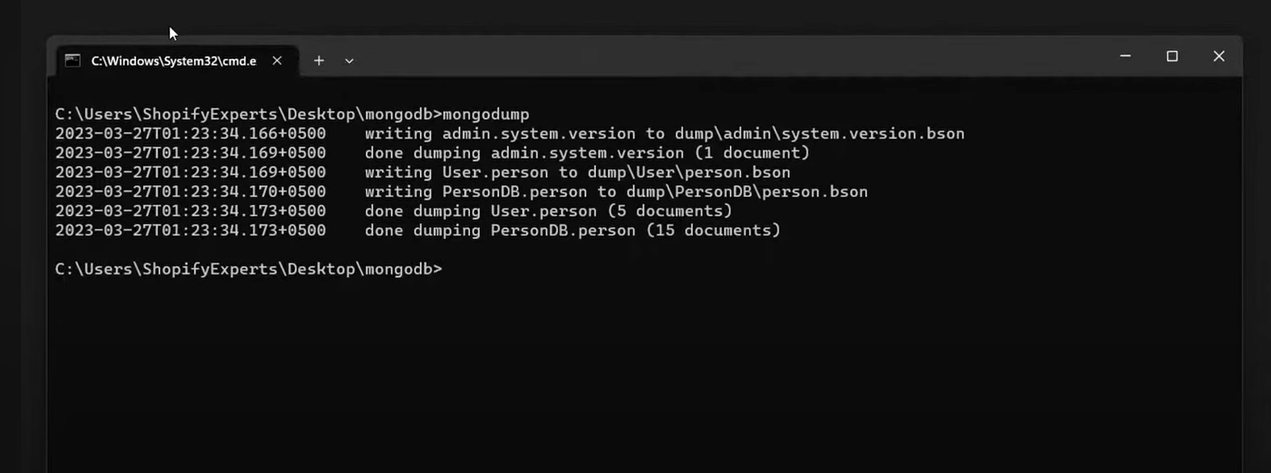 C:\Windows\System32\cmd.e
C:\Users\ShopifyExperts\Desktop\mongodb>mongodump
2023-03-27T01:23:34.166+0500    writing admin.system.version to dump\admin\system.version.bson
2023-03-27T01:23:34.169+0500    done dumping admin.system.version (1 document)
2023-03-27T01:23:34.169+0500    writing User.person to dump\User\person.bson
2023-03-27T01:23:34.170+0500    writing PersonDB.person to dump\PersonDB\person.bson
2023-03-27T01:23:34.173+0500    done dumping User.person (5 documents)
2023-03-27T01:23:34.173+0500    done dumping PersonDB.person (15 documents)
C:\Users\ShopifyExperts\Desktop\mongodb>